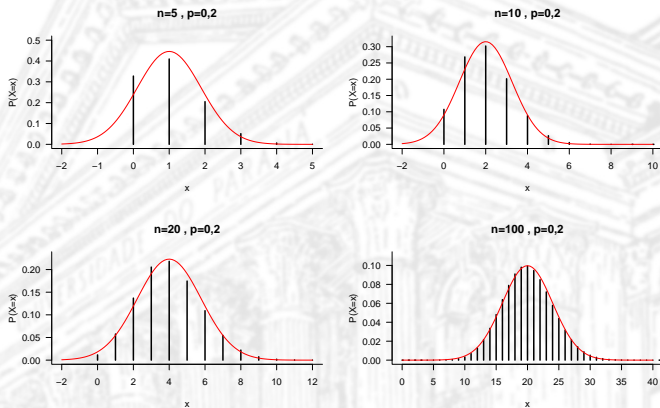 n=5 , p=0,2
P(X=x)
0.5
0.4
0.3
0.2
0.1
0.0
−2 −1 0 1 2 3 4 5
x
n=10 , p=0,2
P(X=x)
0.30
0.25
0.20
0.15
0.10
0.05
0.00
−2 0 2 4 6 8 10
x
n=20 , p=0,2
P(X=x)
0.20
0.15
0.10
0.05
0.00
−2 0 2 4 6 8 10 12
x
n=100 , p=0,2
P(X=x)
0.10
0.08
0.06
0.04
0.02
0.00
0 5 10 15 20 25 30 35 40
x